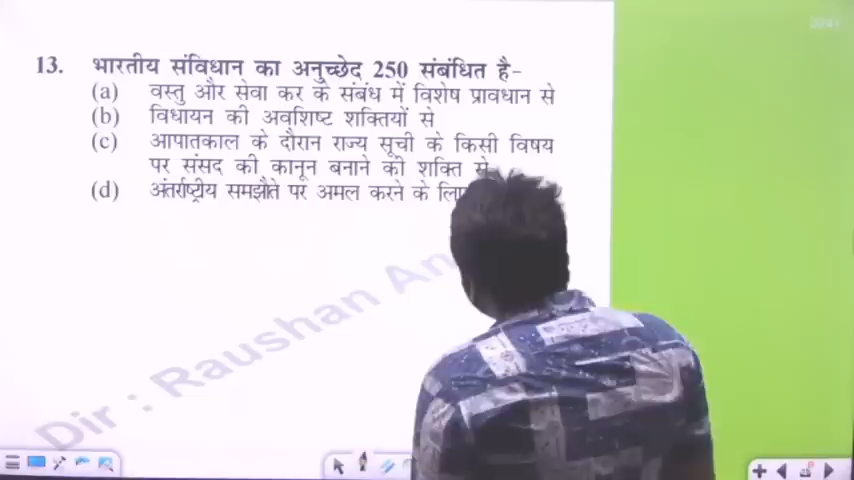 13. भारतीय संविधान का अनुच्छेद 250 संबंधित है-
(a) वस्तु और सेवा कर के संबंध में विशेष प्रावधान से
(b) विधायन की अवशिष्ट शक्तियों से
(c) आपातकाल के दौरान राज्य सूची के किसी विषय
पर संसद की कानून बनाने की शक्ति से
(d) अंतर्राष्ट्रीय समझौते पर अमल करने के
Dir : Raushan